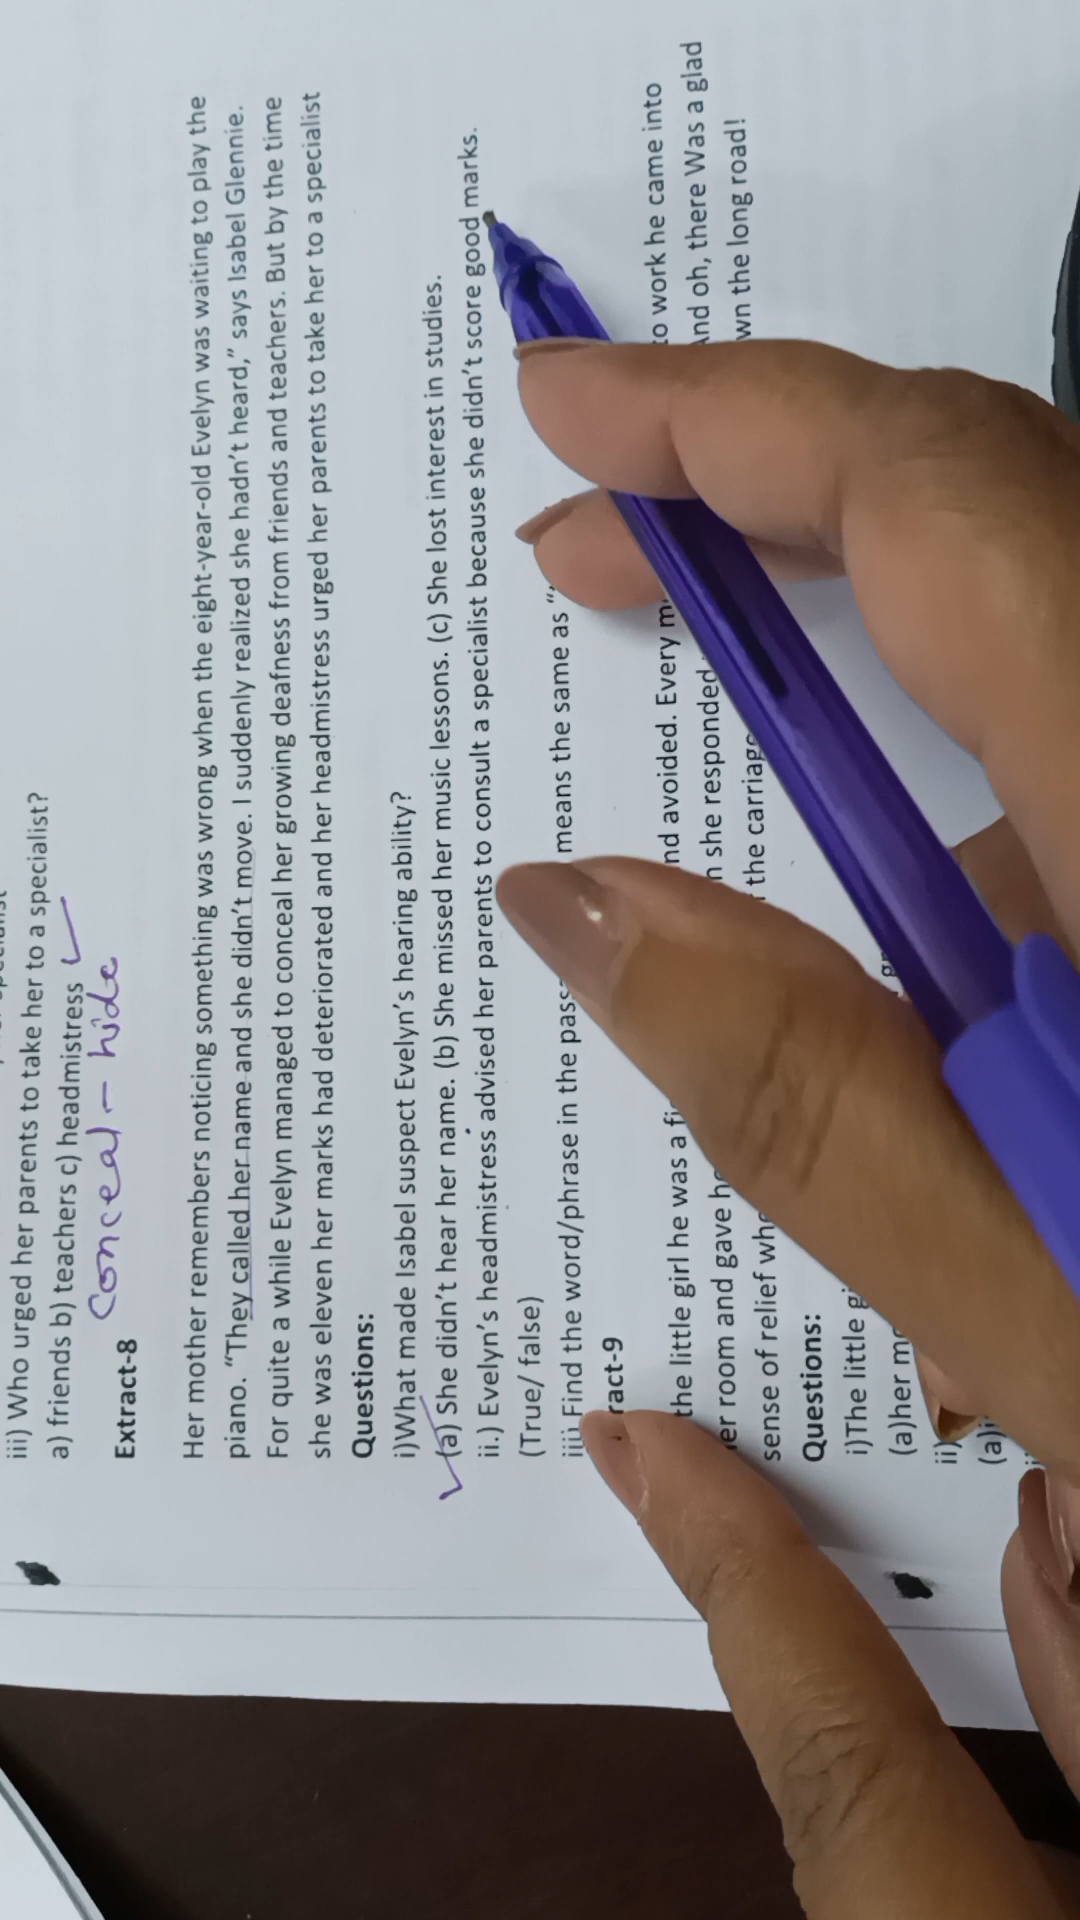 iii) Who urged her parents to take her to a specialist?
a) friends b) teachers c) headmistress
Conceal - hide
Extract-8
Her mother remembers noticing something was wrong when the eight-year-old Evelyn was waiting to play the
piano. “They called her name and she didn’t move. I suddenly realized she hadn’t heard,” says Isabel Glennie.
For quite a while Evelyn managed to conceal her growing deafness from friends and teachers. But by the time
she was eleven her marks had deteriorated and her headmistress urged her parents to take her to a specialist
Questions:
i)What made Isabel suspect Evelyn’s hearing ability?
(a) She didn’t hear her name. (b) She missed her music lessons. (c) She lost interest in studies.
ii.) Evelyn’s headmistress advised her parents to consult a specialist because she didn’t score good marks.
(True/ false)
iii) Find the word/phrase in the means the same as “
ract-9
the little girl he was a nd avoided. Every to work he came into
er room and gave she responded And oh, there Was a glad
sense of relief the carriage wn the long road!
Questions:
i)The little
(a)her
ii)
(a)